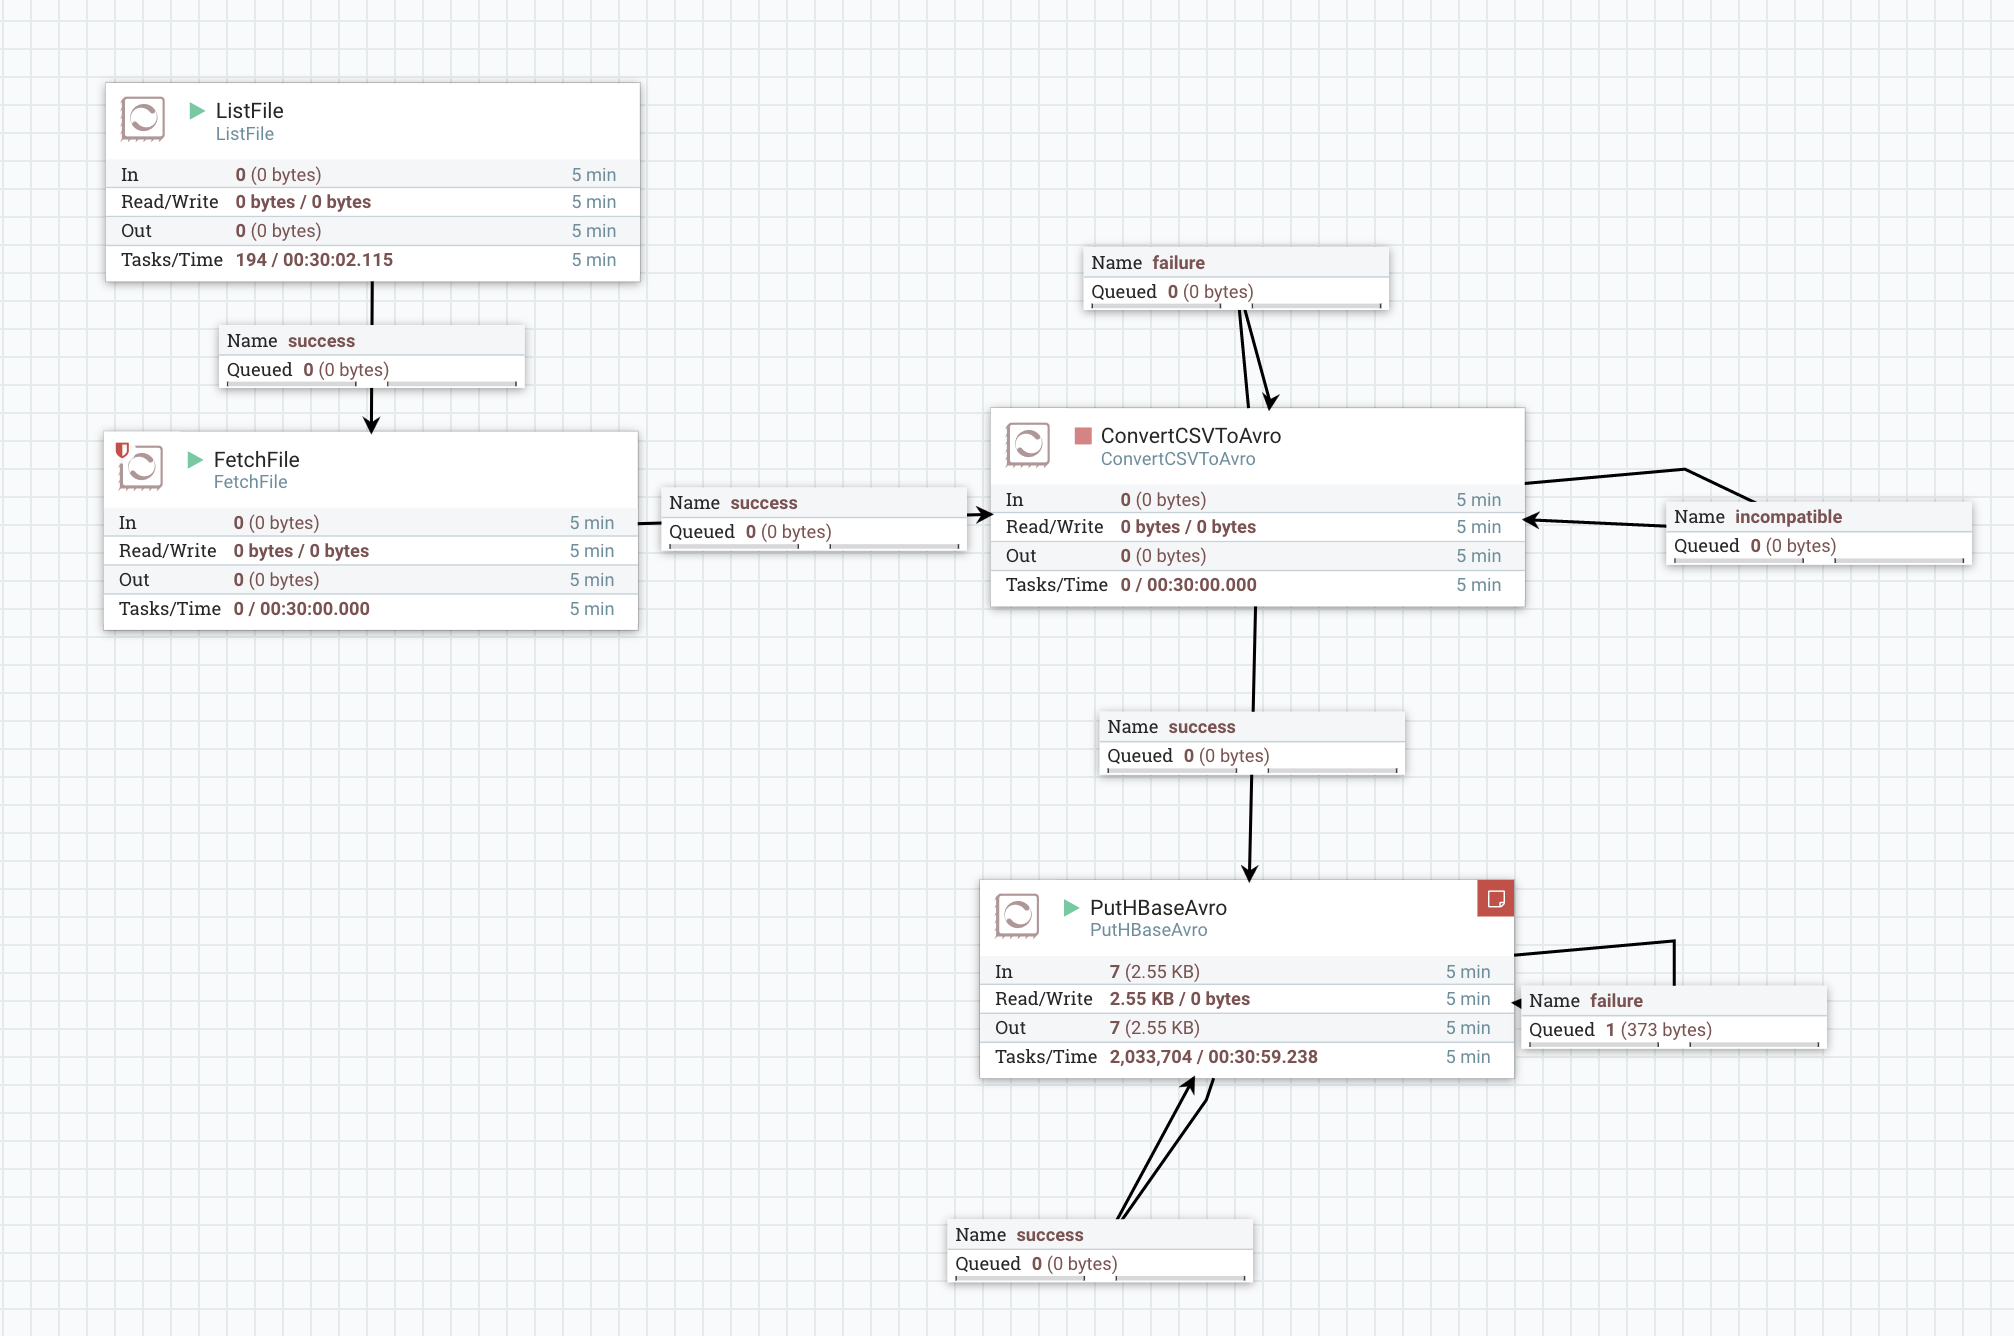 ListFile
ListFile
In 0 (0 bytes) 5 min
Read/Write 0 bytes / 0 bytes 5 min
Out 0 (0 bytes) 5 min
Tasks/Time 194 / 00:30:02.115 5 min
Name success
Queued 0 (0 bytes)
FetchFile
FetchFile
In 0 (0 bytes) 5 min
Read/Write 0 bytes / 0 bytes 5 min
Out 0 (0 bytes) 5 min
Tasks/Time 0 / 00:30:00.000 5 min
Name success
Queued 0 (0 bytes)
Name failure
Queued 0 (0 bytes)
ConvertCSVToAvro
ConvertCSVToAvro
In 0 (0 bytes) 5 min
Read/Write 0 bytes / 0 bytes 5 min
Out 0 (0 bytes) 5 min
Tasks/Time 0 / 00:30:00.000 5 min
Name incompatible
Queued 0 (0 bytes)
Name success
Queued 0 (0 bytes)
PutHBaseAvro
PutHBaseAvro
In 7 (2.55 KB) 5 min
Read/Write 2.55 KB / 0 bytes 5 min
Out 7 (2.55 KB) 5 min
Tasks/Time 2,033,704 / 00:30:59.238 5 min
Name failure
Queued 1 (373 bytes)
Name success
Queued 0 (0 bytes)